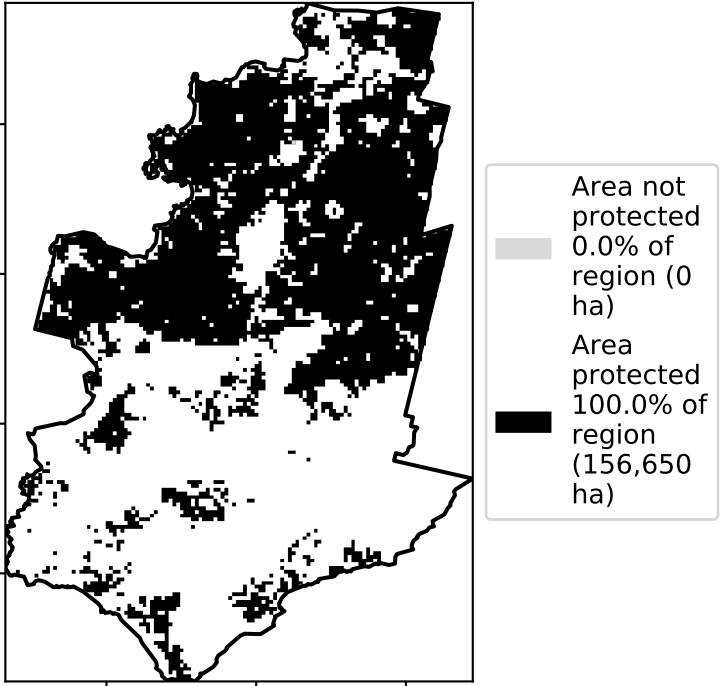 Area not
protected
0.0% of
region (0
ha)
Area
protected
100.0% of
region
(156,650
ha)